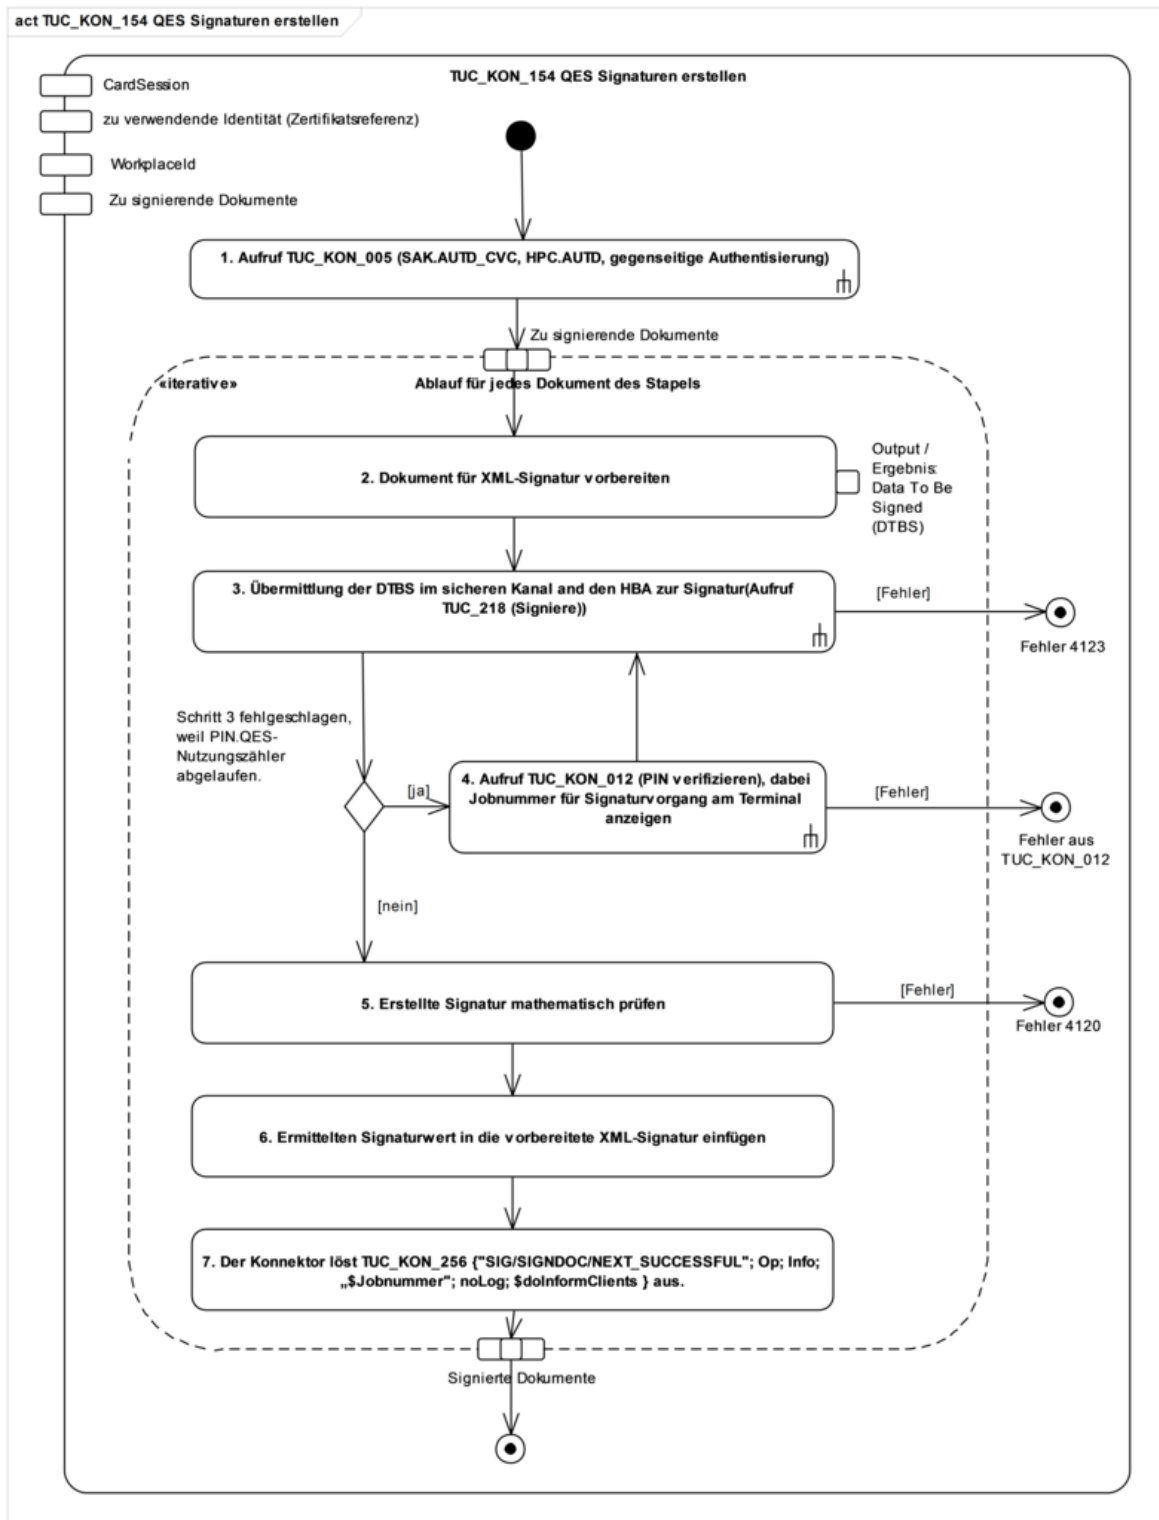 act TUC_KON_154 QES Signaturen erstellen
TUC_KON_154 QES Signaturen erstellen
CardSession
zu verwendende Identität (Zertifikatsreferenz)
WorkplaceId
Zu signierende Dokumente
1. Aufruf TUC_KON_005 (SAK.AUTD_CVC, HPC.AUTD, gegenseitige Authentisierung)
Zu signierende Dokumente
«iterative»
Ablauf für jedes Dokument des Stapels
2. Dokument für XML-Signatur vorbereiten
Output /
Ergebnis:
Data To Be
Signed
(DTBS)
3. Übermittlung der DTBS im sicheren Kanal and den HBA zur Signatur(Aufruf
TUC_218 (Signiere))
[Fehler]
Fehler 4123
Schritt 3 fehlgeschlagen,
weil PIN.QES-
Nutzungszähler
abgelaufen.
[ja]
4. Aufruf TUC_KON_012 (PIN verifizieren), dabei
Jobnummer für Signaturvorgang am Terminal
anzeigen
[Fehler]
Fehler aus
TUC_KON_012
[nein]
5. Erstellte Signatur mathematisch prüfen
[Fehler]
Fehler 4120
6. Ermittelten Signaturwert in die vorbereitete XML-Signatur einfügen
7. Der Konnektor löst TUC_KON_256 {"SIG/SIGNDOC/NEXT_SUCCESSFUL"; Op; Info;
„$Jobnummer"; noLog; $doInformClients } aus.
Signierte Dokumente